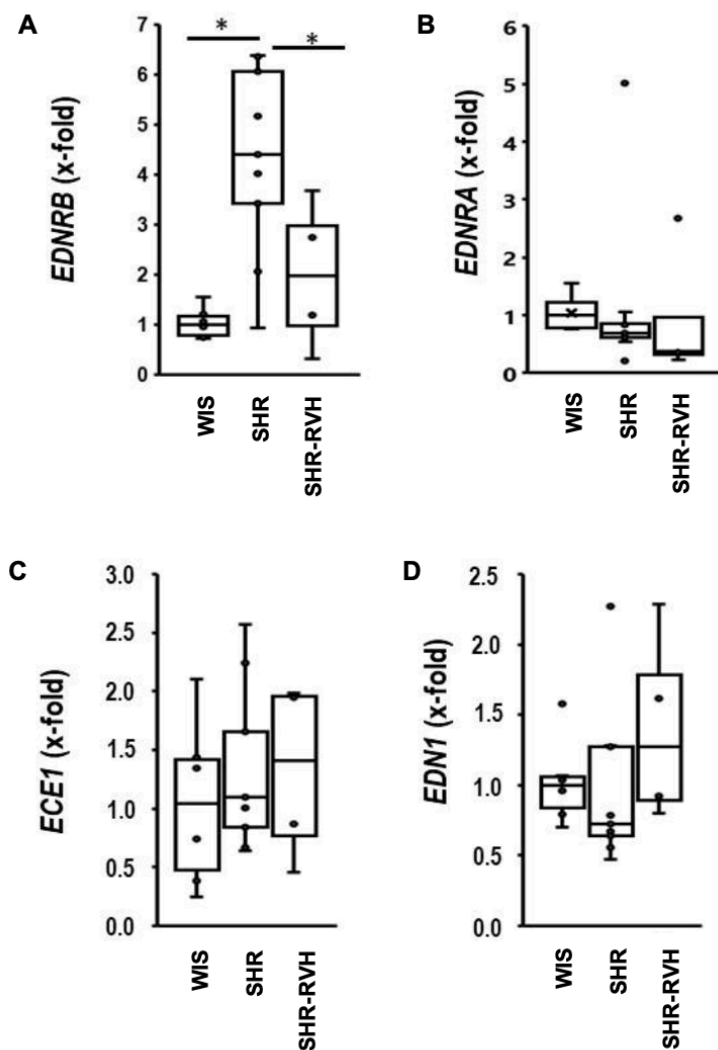 A
EDNRB (x-fold)
7
6
5
4
3
2
1
0
*
*
WIS
SHR
SHR-RVH
B
EDNRA (x-fold)
6
5
4
3
2
1
0
WIS
SHR
SHR-RVH
C
ECE1 (x-fold)
3.0
2.5
2.0
1.5
1.0
0.5
0.0
WIS
SHR
SHR-RVH
D
EDN1 (x-fold)
2.5
2.0
1.5
1.0
0.5
0.0
WIS
SHR
SHR-RVH